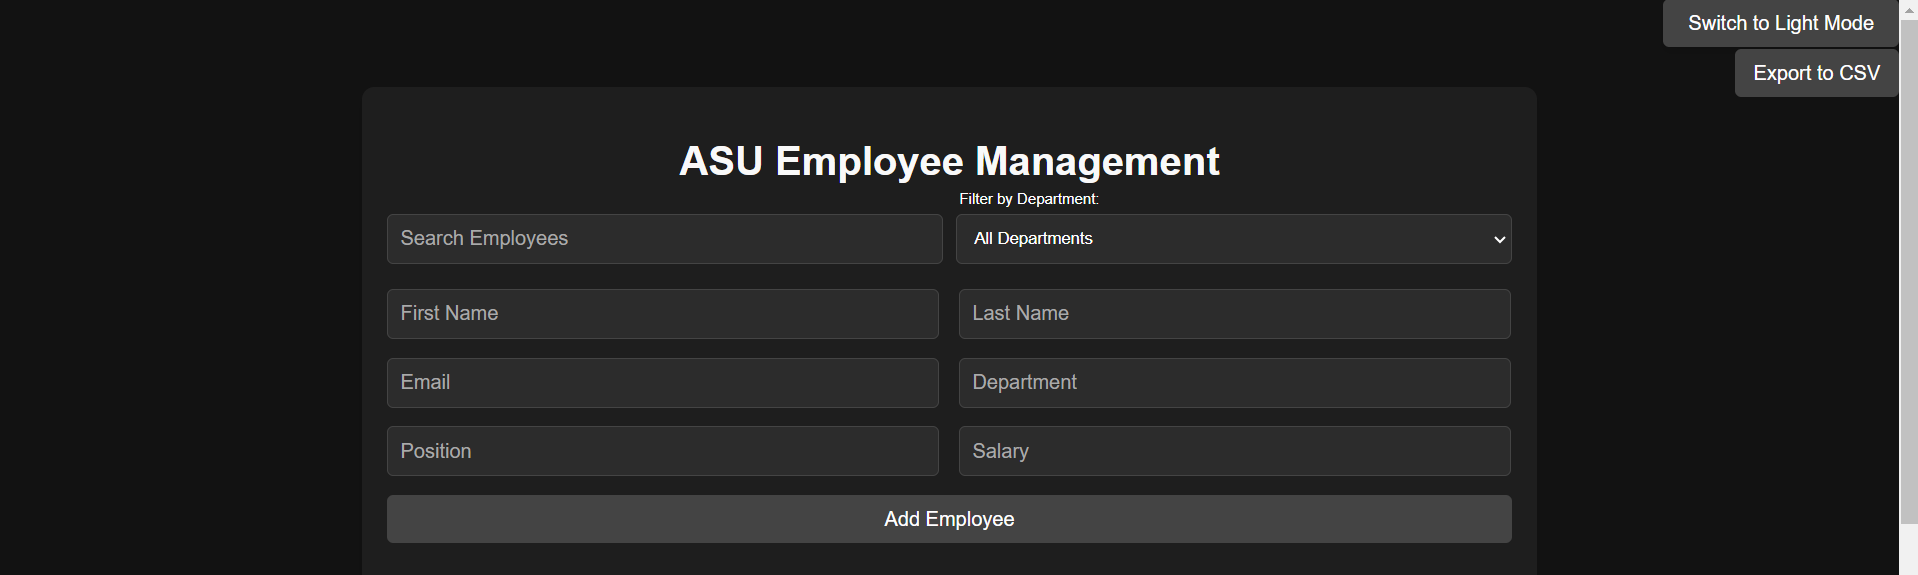 Switch to Light Mode
Export to CSV
ASU Employee Management
Filter by Department:
Search Employees
All Departments
First Name
Last Name
Email
Department
Position
Salary
Add Employee